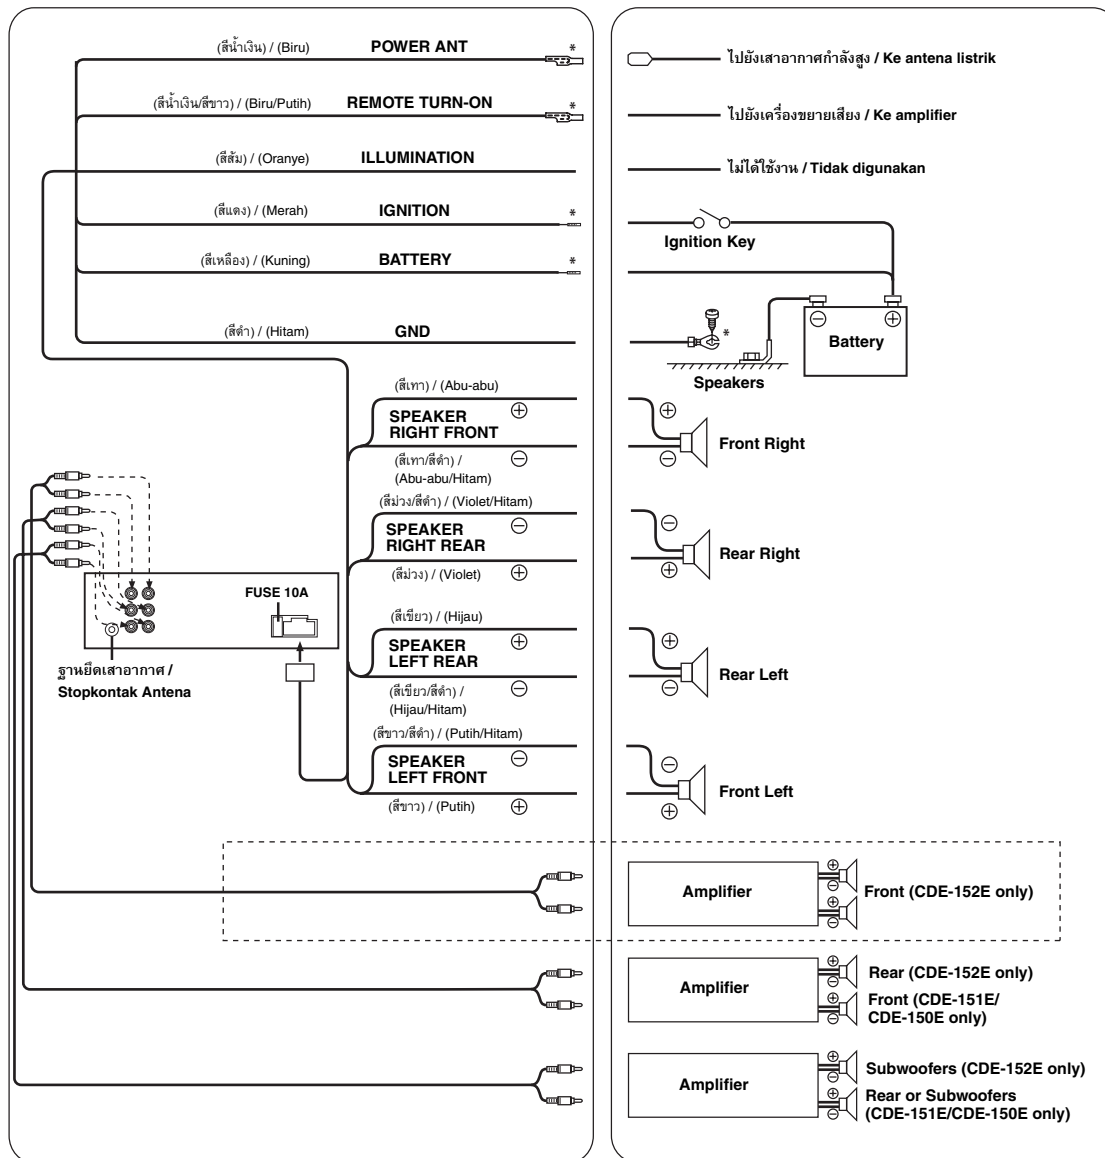 (สีน้ำเงิน) / (Biru) POWER ANT *
ไปยังเสาอากาศกำลังสูง / Ke antena listrik
(สีน้ำเงิน/สีขาว) / (Biru/Putih) REMOTE TURN-ON *
ไปยังเครื่องขยายเสียง / Ke amplifier
(สีส้ม) / (Oranye) ILLUMINATION
ไม่ได้ใช้งาน / Tidak digunakan
(สีแดง) / (Merah) IGNITION *
Ignition Key
(สีเหลือง) / (Kuning) BATTERY *
(สีดำ) / (Hitam) GND
*
⊖ ⊕
Battery
Speakers
(สีเทา) / (Abu-abu)
SPEAKER ⊕
RIGHT FRONT
(สีเทา/สีดำ) / ⊖
(Abu-abu/Hitam)
⊕
Front Right
⊖
(สีม่วง/สีดำ) / (Violet/Hitam)
SPEAKER ⊖
RIGHT REAR
(สีม่วง) / (Violet) ⊕
⊖
Rear Right
⊕
FUSE 10A
ฐานยึดเสาอากาศ /
Stopkontak Antena
(สีเขียว) / (Hijau)
SPEAKER ⊕
LEFT REAR
(สีเขียว/สีดำ) / ⊖
(Hijau/Hitam)
⊕
Rear Left
⊖
(สีขาว/สีดำ) / (Putih/Hitam)
SPEAKER ⊖
LEFT FRONT
(สีขาว) / (Putih) ⊕
⊖
Front Left
⊕
Amplifier
⊕
⊖
⊕
⊖
Front (CDE-152E only)
Amplifier
⊕
⊖
⊕
⊖
Rear (CDE-152E only)
Front (CDE-151E/
CDE-150E only)
Amplifier
⊕
⊖
⊕
⊖
Subwoofers (CDE-152E only)
Rear or Subwoofers
(CDE-151E/CDE-150E only)